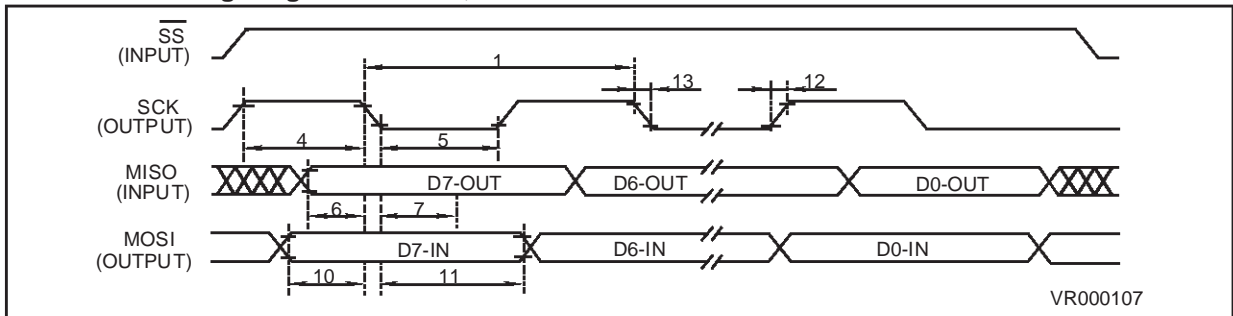 SS
(INPUT)
1
13
12
SCK
(OUTPUT)
4
5
MISO
(INPUT)
D7-OUT
D6-OUT
D0-OUT
6
7
MOSI
(OUTPUT)
D7-IN
D6-IN
D0-IN
10
11
VR000107